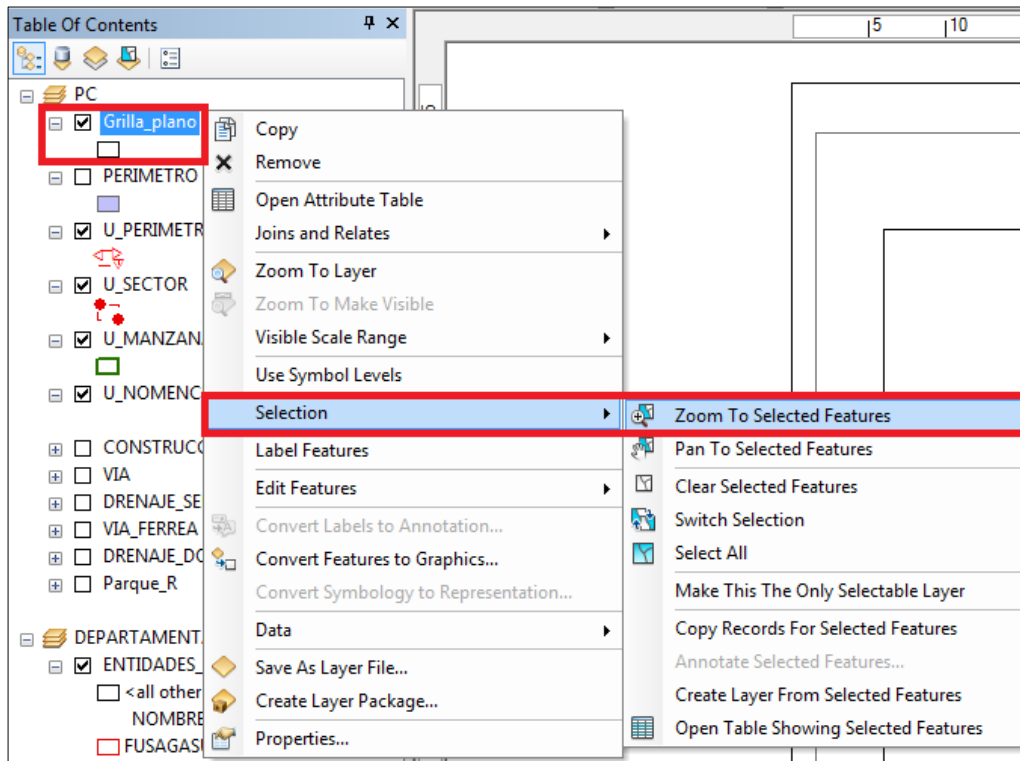 Table Of Contents
5 10
PC
Grilla_plano
PERIMETRO
U_PERIMETR
U_SECTOR
U_MANZAN
U_NOMENC
CONSTRUCC
VIA
DRENAJE_SE
VIA_FERREA
DRENAJE_DO
Parque_R
DEPARTAMENT
ENTIDADES_
<all other
NOMBRE
FUSAGASU
Copy
Remove
Open Attribute Table
Joins and Relates
Zoom To Layer
Zoom To Make Visible
Visible Scale Range
Use Symbol Levels
Selection
Label Features
Edit Features
Convert Labels to Annotation...
Convert Features to Graphics...
Convert Symbology to Representation...
Data
Save As Layer File...
Create Layer Package...
Properties...
Zoom To Selected Features
Pan To Selected Features
Clear Selected Features
Switch Selection
Select All
Make This The Only Selectable Layer
Copy Records For Selected Features
Annotate Selected Features...
Create Layer From Selected Features
Open Table Showing Selected Features